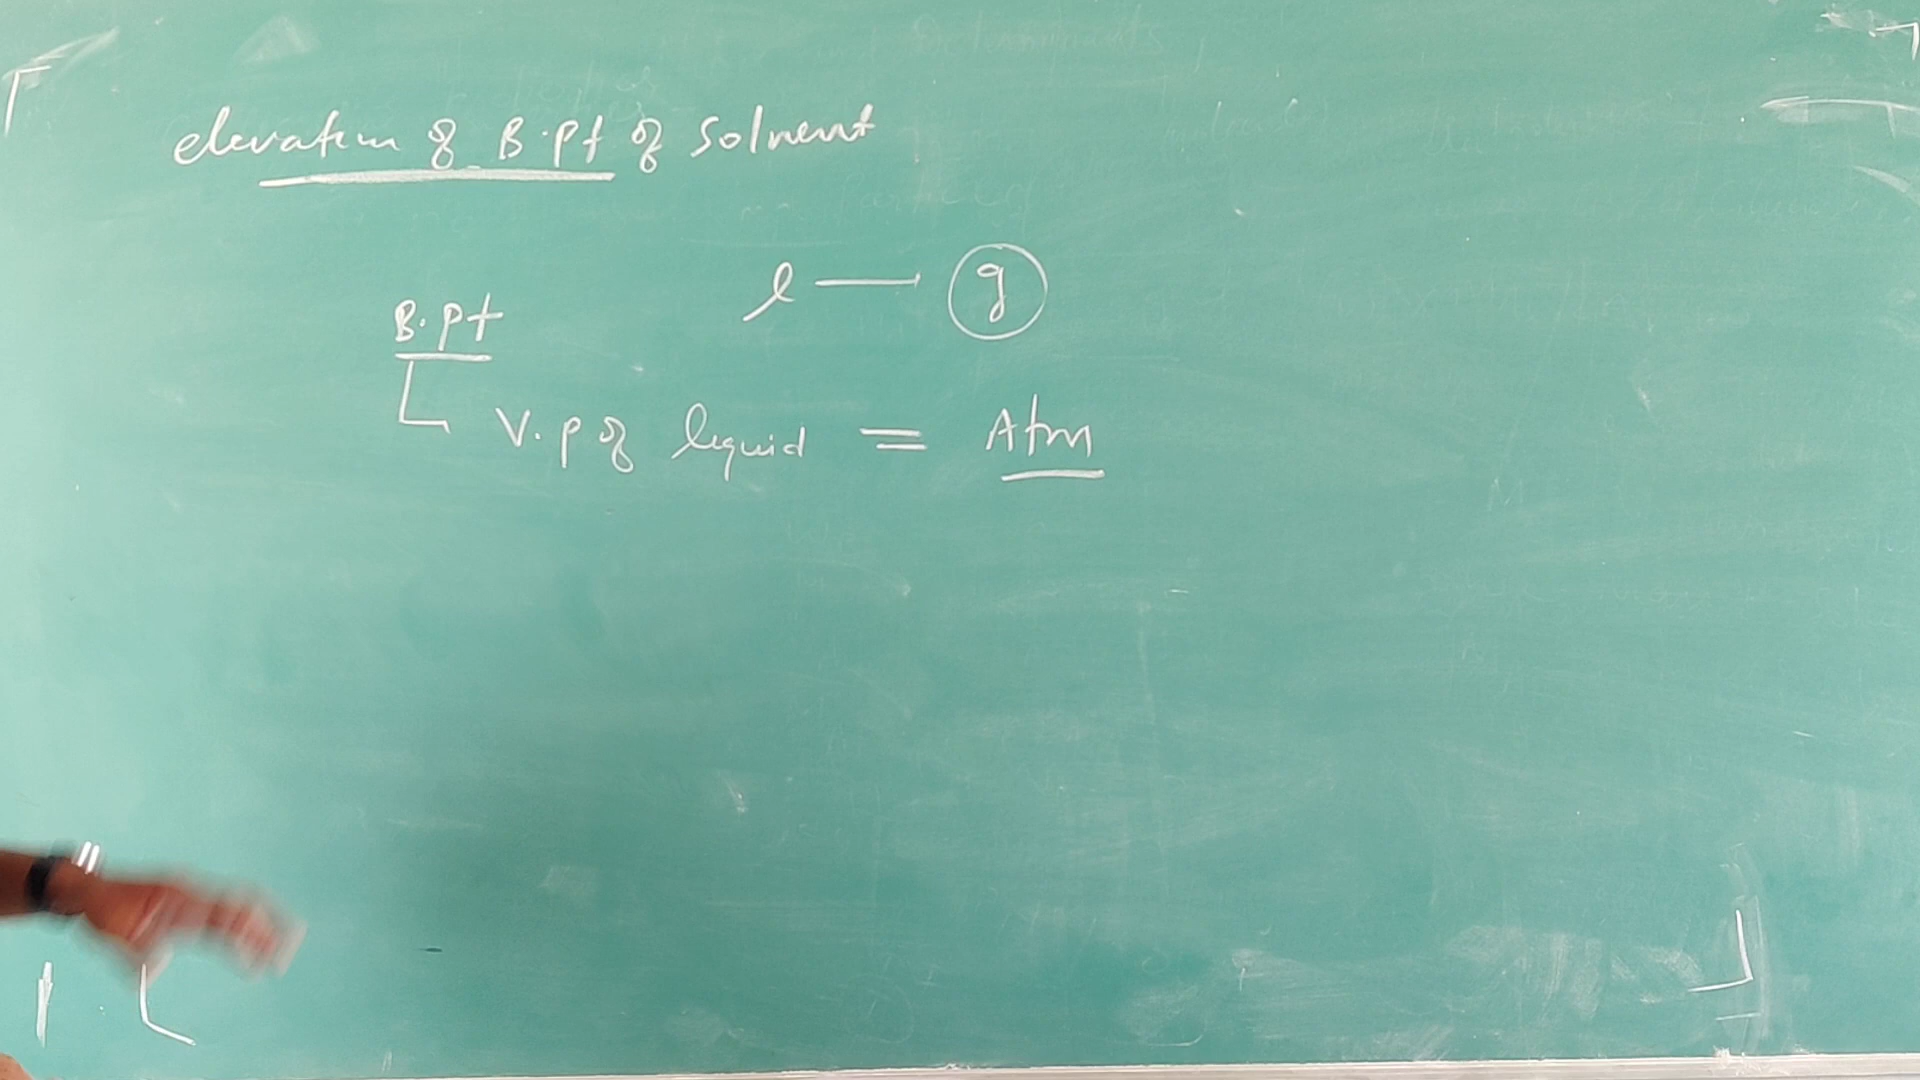 elevation of B.pt of Solvent
l — g
B.pt
V.p of liquid = Atm